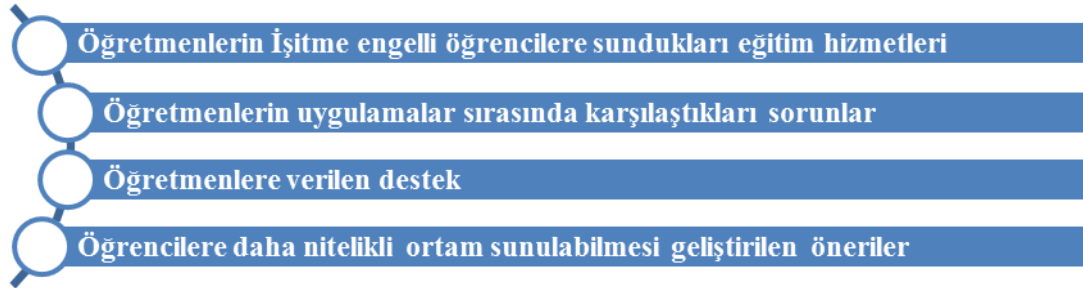 Öğretmenlerin İşitme engelli öğrencilere sundukları eğitim hizmetleri
Öğretmenlerin uygulamalar sırasında karşılaştıkları sorunlar
Öğretmenlere verilen destek
Öğrencilere daha nitelikli ortam sunulabilmesi geliştirilen öneriler